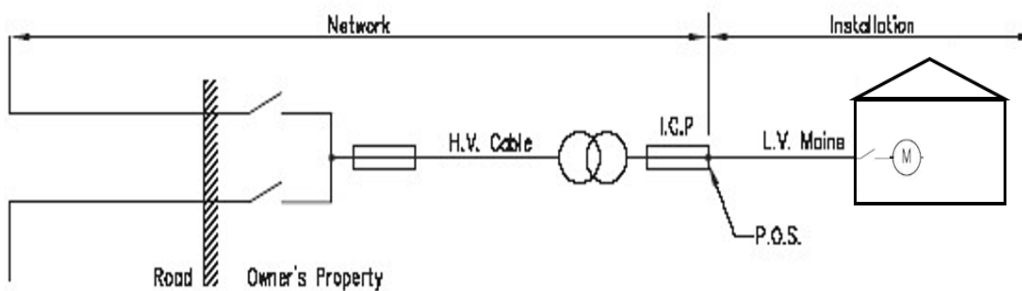 Network
Installation
I.C.P
H.V. Cable
L.V. Mains
M
P.O.S.
Road
Owner's Property